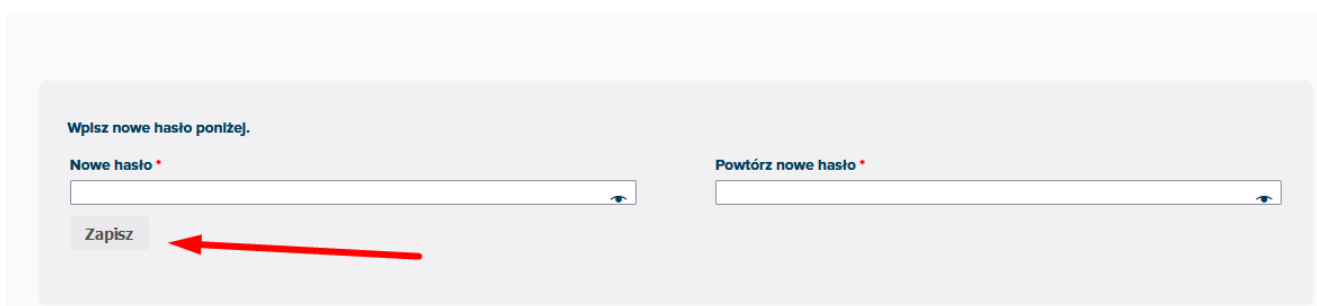 Wpisz nowe hasło poniżej.
Nowe hasło *
Powtórz nowe hasło *
Zapisz